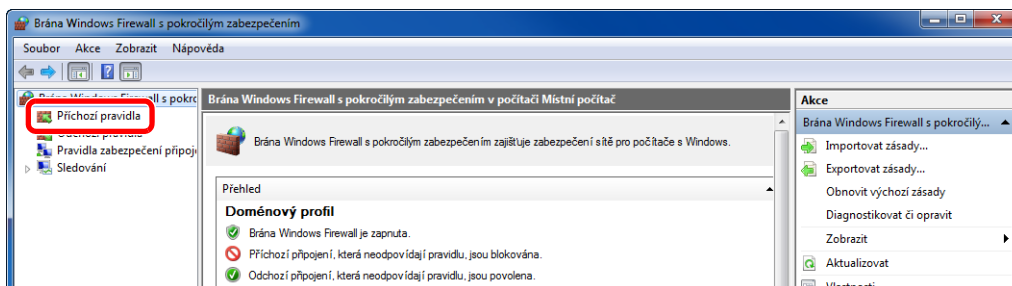 Brána Windows Firewall s pokročilým zabezpečením
Soubor Akce Zobrazit Nápověda
Příchozí pravidla
Pravidla zabezpečení připoj
Sledování
Brána Windows Firewall s pokročilým zabezpečením v počítači Místní počítač
Brána Windows Firewall s pokročilým zabezpečením zajišťuje zabezpečení sítě pro počítače s Windows.
Přehled
Doménový profil
Brána Windows Firewall je zapnuta.
Příchozí připojení, která neodpovídají pravidlu, jsou blokována.
Odchozí připojení, která neodpovídají pravidlu, jsou povolena.
Akce
Brána Windows Firewall s pokročilý...
Importovat zásady...
Exportovat zásady...
Obnovit výchozí zásady
Diagnostikovat či opravit
Zobrazit
Aktualizovat